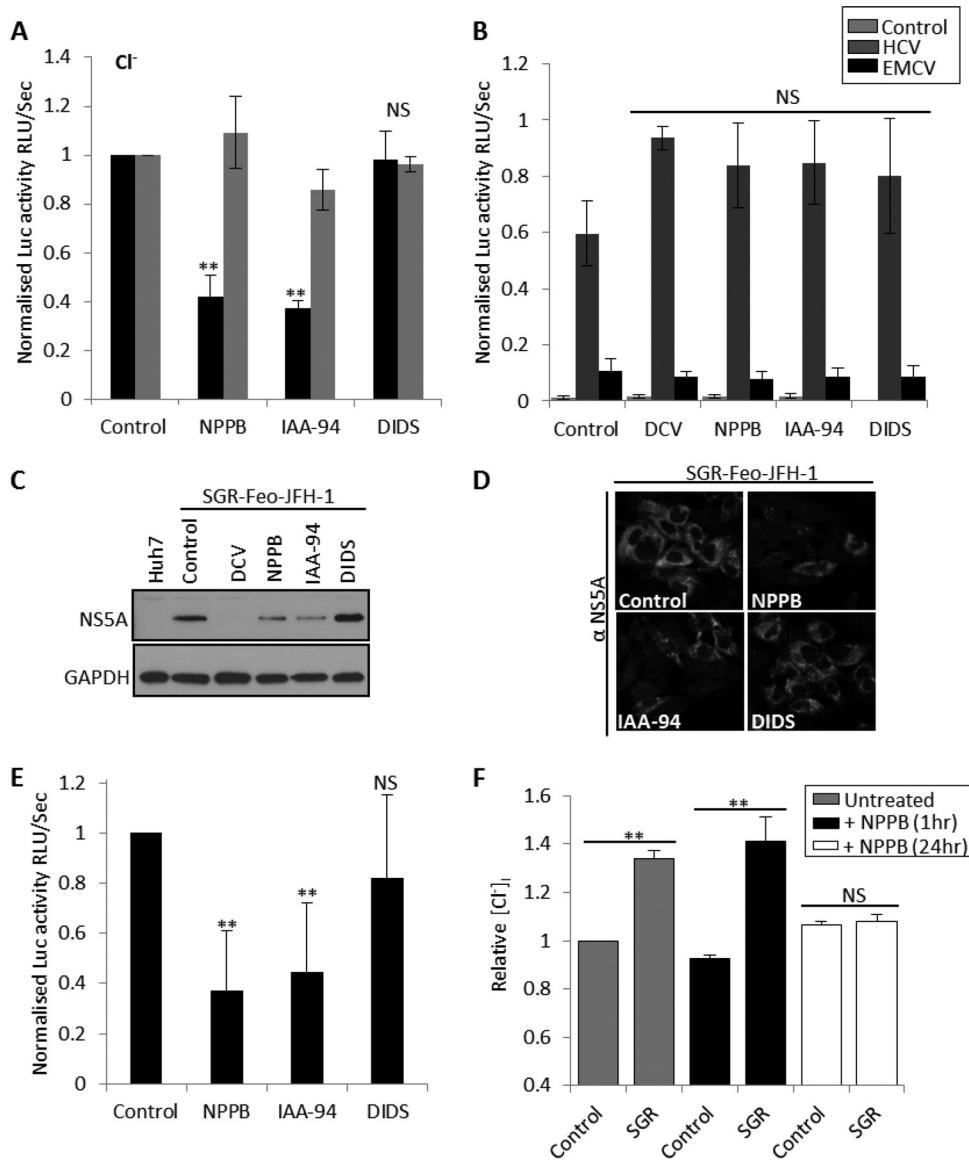 A
Cl-
Normalised Luc activity RLU/Sec
1.4
1.2
1
0.8
0.6
0.4
0.2
0
NS
**
**
Control
NPPB
IAA-94
DIDS
B
Control
HCV
EMCV
Normalised Luc activity RLU/Sec
1.2
1
0.8
0.6
0.4
0.2
0
NS
Control
DCV
NPPB
IAA-94
DIDS
C
SGR-Feo-JFH-1
Huh7
Control
DCV
NPPB
IAA-94
DIDS
NS5A
GAPDH
D
SGR-Feo-JFH-1
α NS5A
Control
NPPB
IAA-94
DIDS
E
Normalised Luc activity RLU/Sec
1.2
1
0.8
0.6
0.4
0.2
0
**
**
NS
Control
NPPB
IAA-94
DIDS
F
Untreated
+ NPPB (1hr)
+ NPPB (24hr)
Relative [Cl-]I
1.6
1.4
1.2
1
0.8
0.6
0.4
**
**
NS
Control
SGR
Control
SGR
Control
SGR